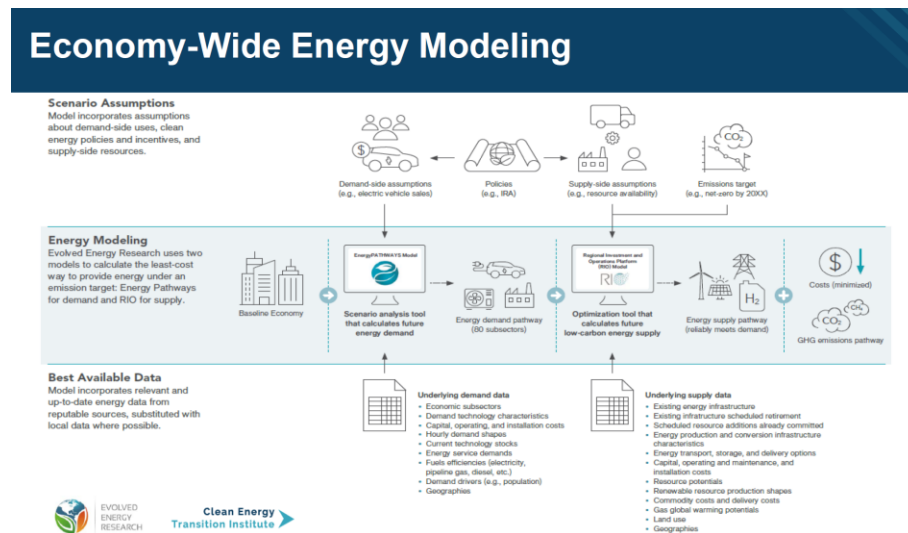 Economy-Wide Energy Modeling
Scenario Assumptions
Model incorporates assumptions
about demand-side uses, clean
energy policies and incentives, and
supply-side resources.
$
CO₂
Demand-side assumptions
(e.g., electric vehicle sales)
Policies
(e.g., IRA)
Supply-side assumptions
(e.g., resource availability)
Emissions target
(e.g., net-zero by 20XX)
Energy Modeling
Evolved Energy Research uses two
models to calculate the least-cost
way to provide energy under an
emission target: Energy Pathways
for demand and RIO for supply.
Baseline Economy
EnergyPATHWAYS Model
Scenario analysis tool
that calculates future
energy demand
Energy demand pathway
(80 subsectors)
Regional Investment and
Operations Platform
(RIO) Model
RIO
Optimization tool that
calculates future
low-carbon energy supply
H₂
Energy supply pathway
(reliably meets demand)
$
Costs (minimized)
CO₂
CH₄
GHG emissions pathway
Best Available Data
Model incorporates relevant and
up-to-date energy data from
reputable sources, substituted with
local data where possible.
Underlying demand data
• Economic subsectors
• Demand technology characteristics
• Capital, operating, and installation costs
• Hourly demand shapes
• Current technology stocks
• Energy service demands
• Fuels efficiencies (electricity,
pipeline gas, diesel, etc.)
• Demand drivers (e.g., population)
• Geographies
Underlying supply data
• Existing energy infrastructure
• Existing infratructure scheduled retirement
• Scheduled resource additions already committed
• Energy production and conversion infrastructure
characteristics
• Energy transport, storage, and delivery options
• Capital, operating and maintenance, and
installation costs
• Resource potentials
• Renewable resource production shapes
• Commodity costs and delivery costs
• Gas global warming potentials
• Land use
• Geographies
EVOLVED
ENERGY
RESEARCH
Clean Energy
Transition Institute